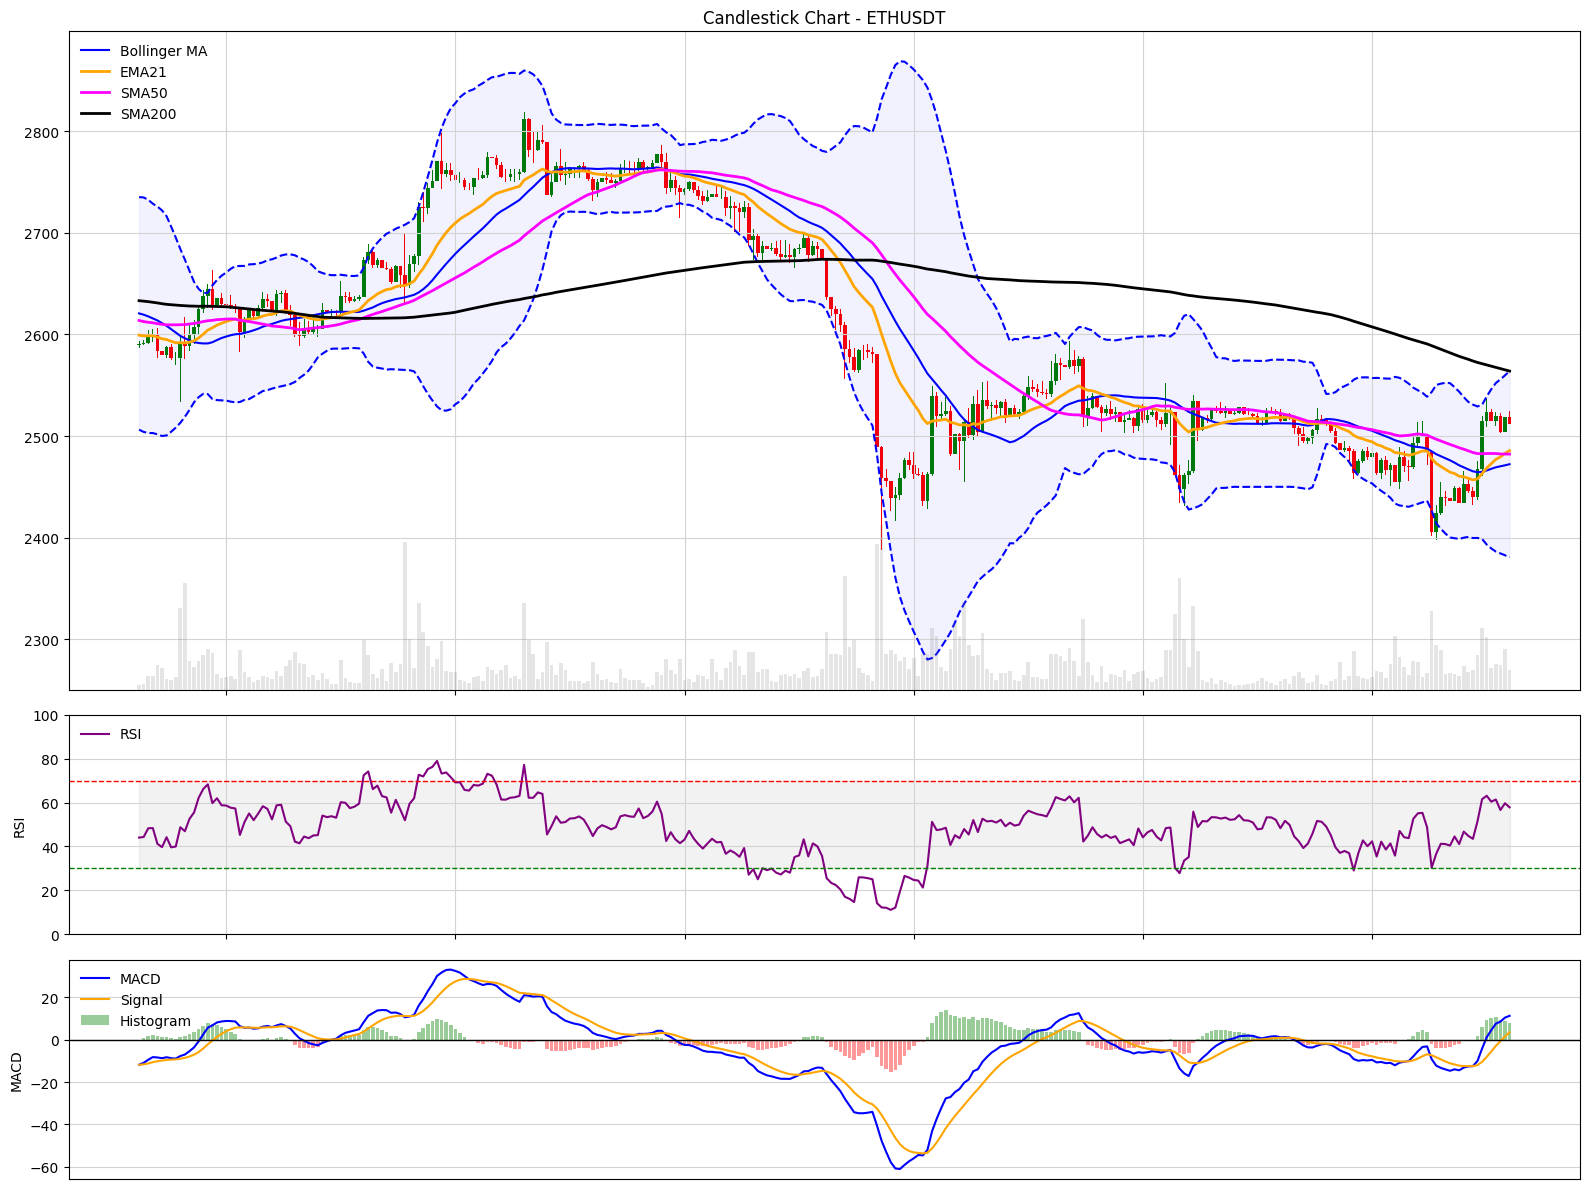 Candlestick Chart - ETHUSDT
Bollinger MA
EMA21
SMA50
SMA200
2800
2700
2600
2500
2400
2300
100
RSI
80
60
RSI
40
20
0
MACD
20
Signal
Histogram
0
MACD
−20
−40
−60